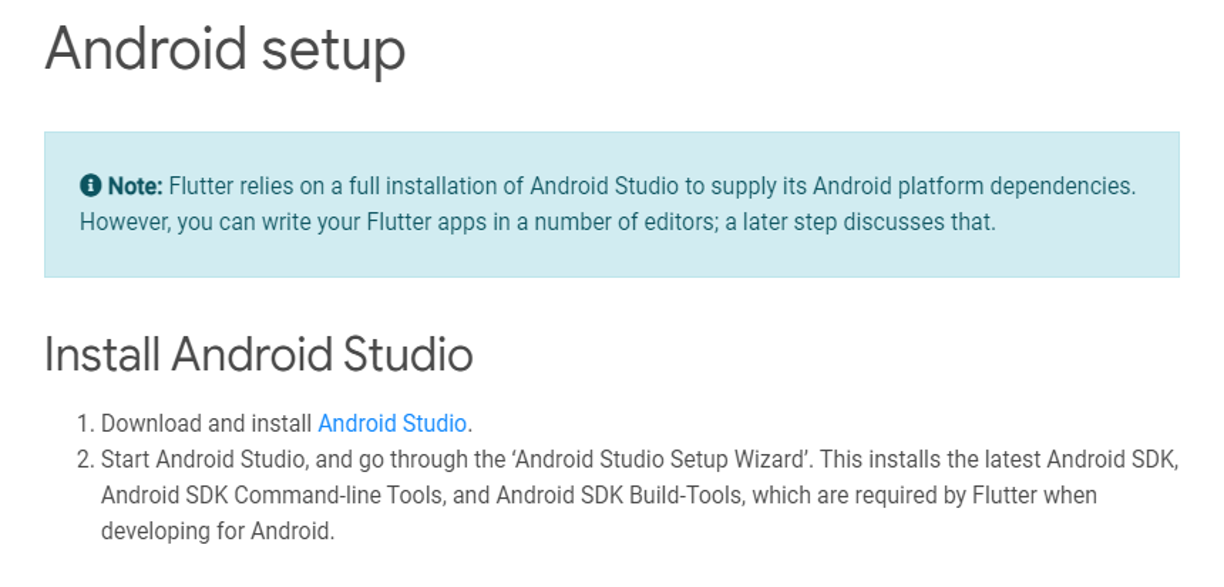 Android setup
Note: Flutter relies on a full installation of Android Studio to supply its Android platform dependencies.
However, you can write your Flutter apps in a number of editors; a later step discusses that.
Install Android Studio
1. Download and install Android Studio.
2. Start Android Studio, and go through the ‘Android Studio Setup Wizard’. This installs the latest Android SDK,
Android SDK Command-line Tools, and Android SDK Build-Tools, which are required by Flutter when
developing for Android.